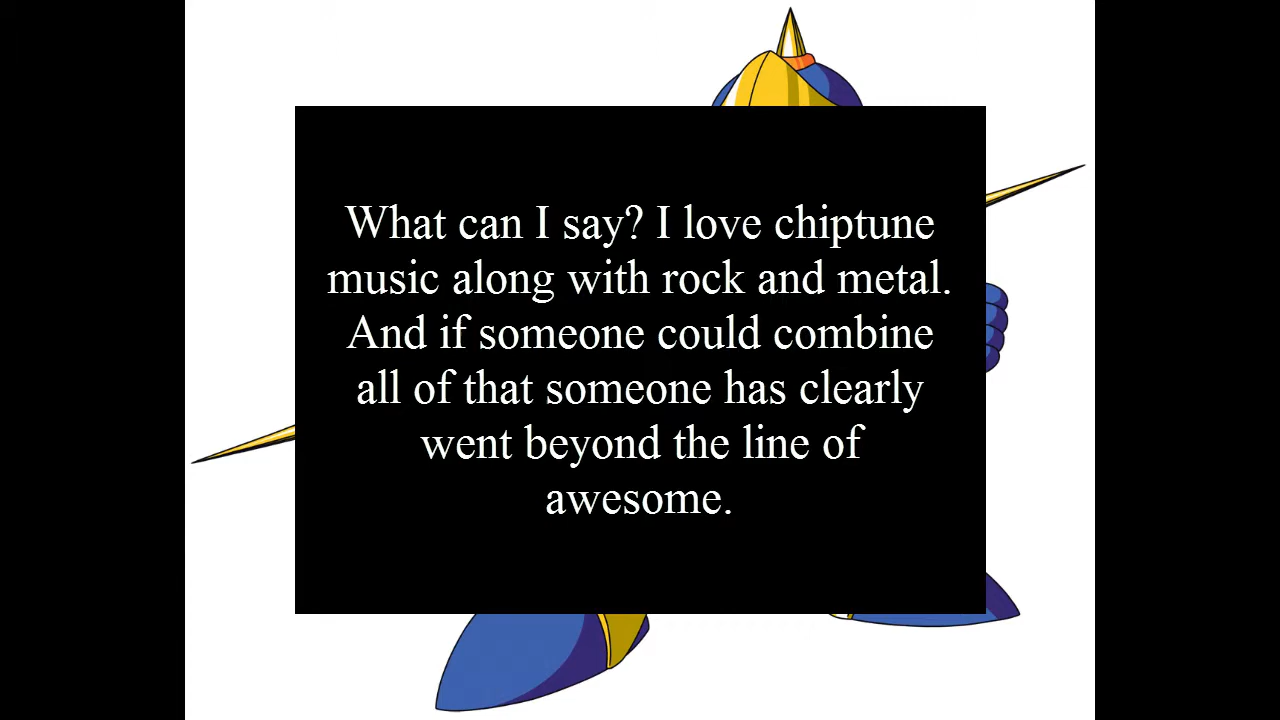 What can I say? I love chiptune
music along with rock and metal.
And if someone could combine
all of that someone has clearly
went beyond the line of
awesome.